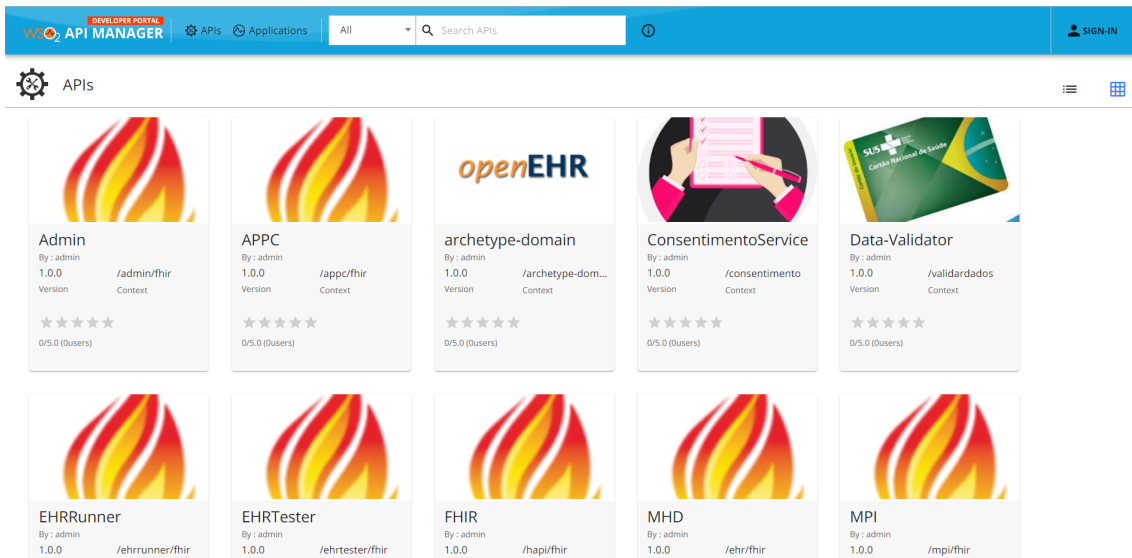 DEVELOPER PORTAL
WSO2 API MANAGER
APIs
Applications
All
Search APIs
SIGN-IN
APIs
openEHR
SUS
Cartão Nacional de Saúde
Admin
By : admin
1.0.0 /admin/fhir
Version Context
0/5.0 (0users)
APPC
By : admin
1.0.0 /appc/fhir
Version Context
0/5.0 (0users)
archetype-domain
By : admin
1.0.0 /archetype-dom...
Version Context
0/5.0 (0users)
ConsentimentoService
By : admin
1.0.0 /consentimento
Version Context
0/5.0 (0users)
Data-Validator
By : admin
1.0.0 /validardados
Version Context
0/5.0 (0users)
EHRRunner
By : admin
1.0.0 /ehrrunner/fhir
EHRTester
By : admin
1.0.0 /ehrtester/fhir
FHIR
By : admin
1.0.0 /hapi/fhir
MHD
By : admin
1.0.0 /ehr/fhir
MPI
By : admin
1.0.0 /mpi/fhir